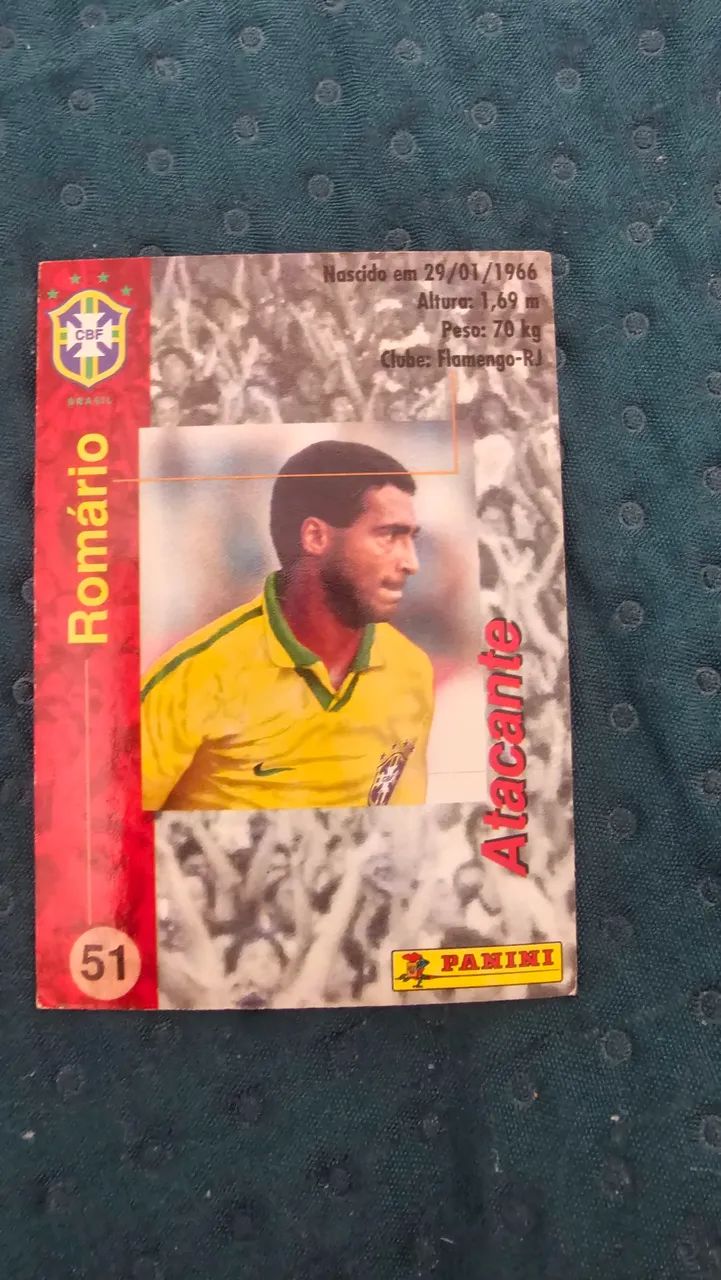 Nascido em 29/01/1966
Altura: 1,69 m
Peso: 70 kg
Clube: Flamengo-RJ
CBF
BRASIL
Romário
Atacante
CBF
51
PANINI